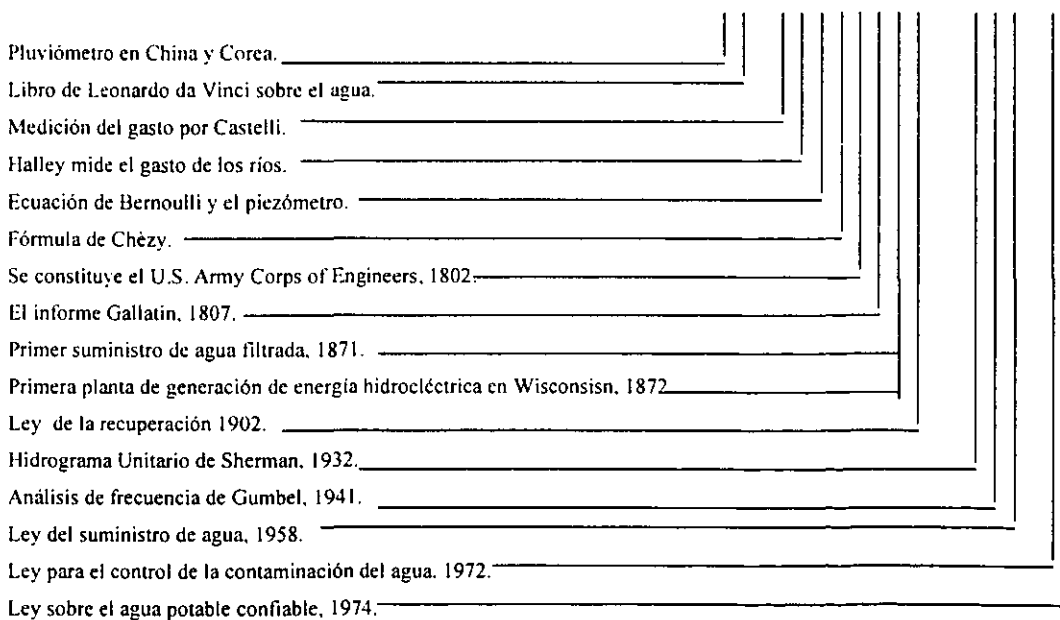 Pluviómetro en China y Corea.
Libro de Leonardo da Vinci sobre el agua.
Medición del gasto por Castelli.
Halley mide el gasto de los ríos.
Ecuación de Bernoulli y el piezómetro.
Fórmula de Chèzy.
Se constituye el U.S. Army Corps of Engineers, 1802.
El informe Gallatin, 1807.
Primer suministro de agua filtrada, 1871.
Primera planta de generación de energía hidrocléctrica en Wisconsisn, 1872
Ley de la recuperación 1902.
Hidrograma Unitario de Sherman, 1932.
Análisis de frecuencia de Gumbel, 1941.
Ley del suministro de agua, 1958.
Ley para el control de la contaminación del agua. 1972.
Ley sobre el agua potable confiable, 1974.